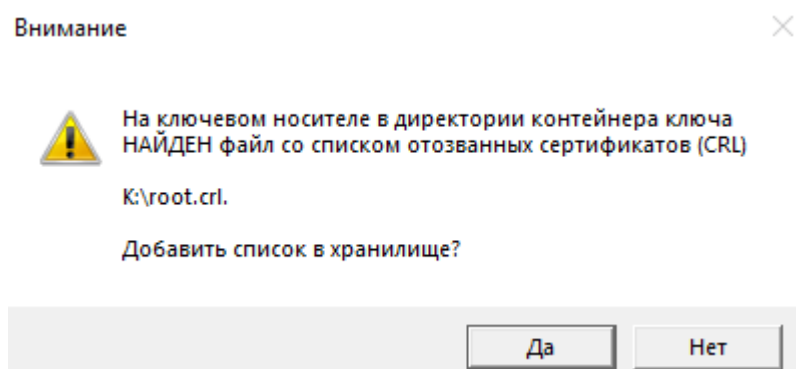 Внимание
На ключевом носителе в директории контейнера ключа
НАЙДЕН файл со списком отозванных сертификатов (CRL)
K:\root.crl.
Добавить список в хранилище?
Да
Нет